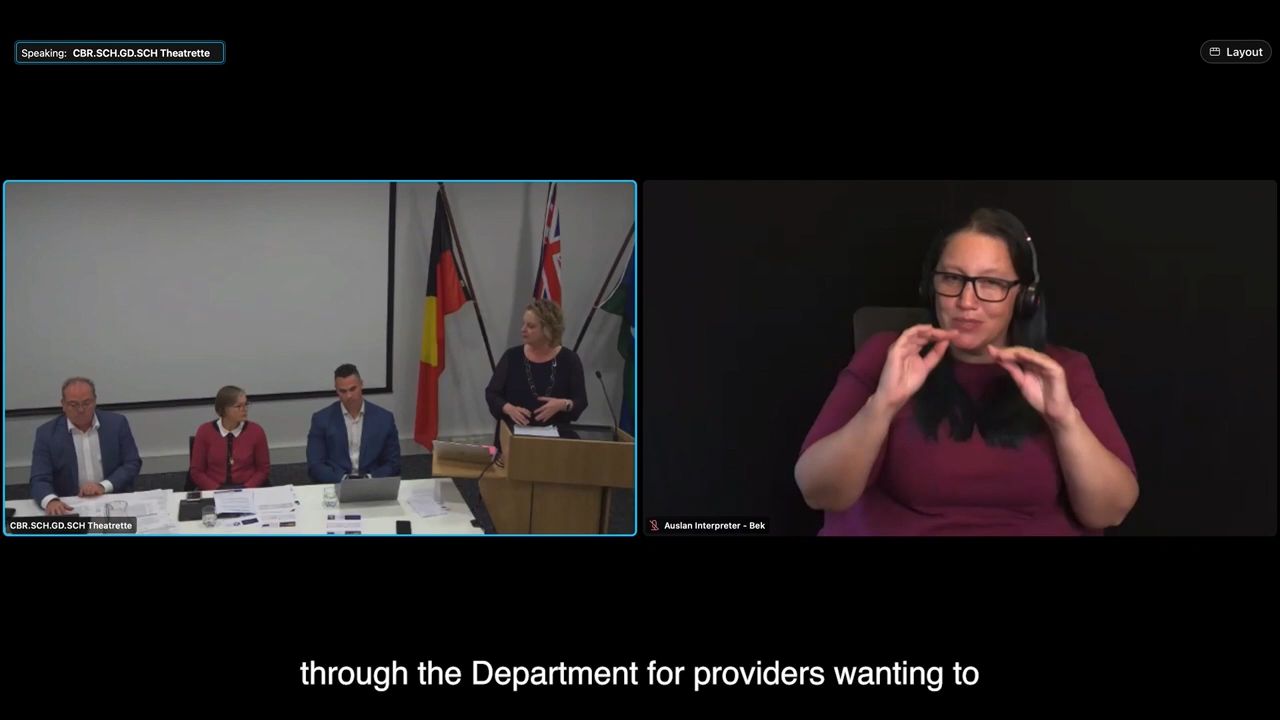 Speaking: CBR.SCH.GD.SCH Theatrette
Layout
CBR.SCH.GD.SCH Theatrette
Auslan Interpreter - Bek
through the Department for providers wanting to